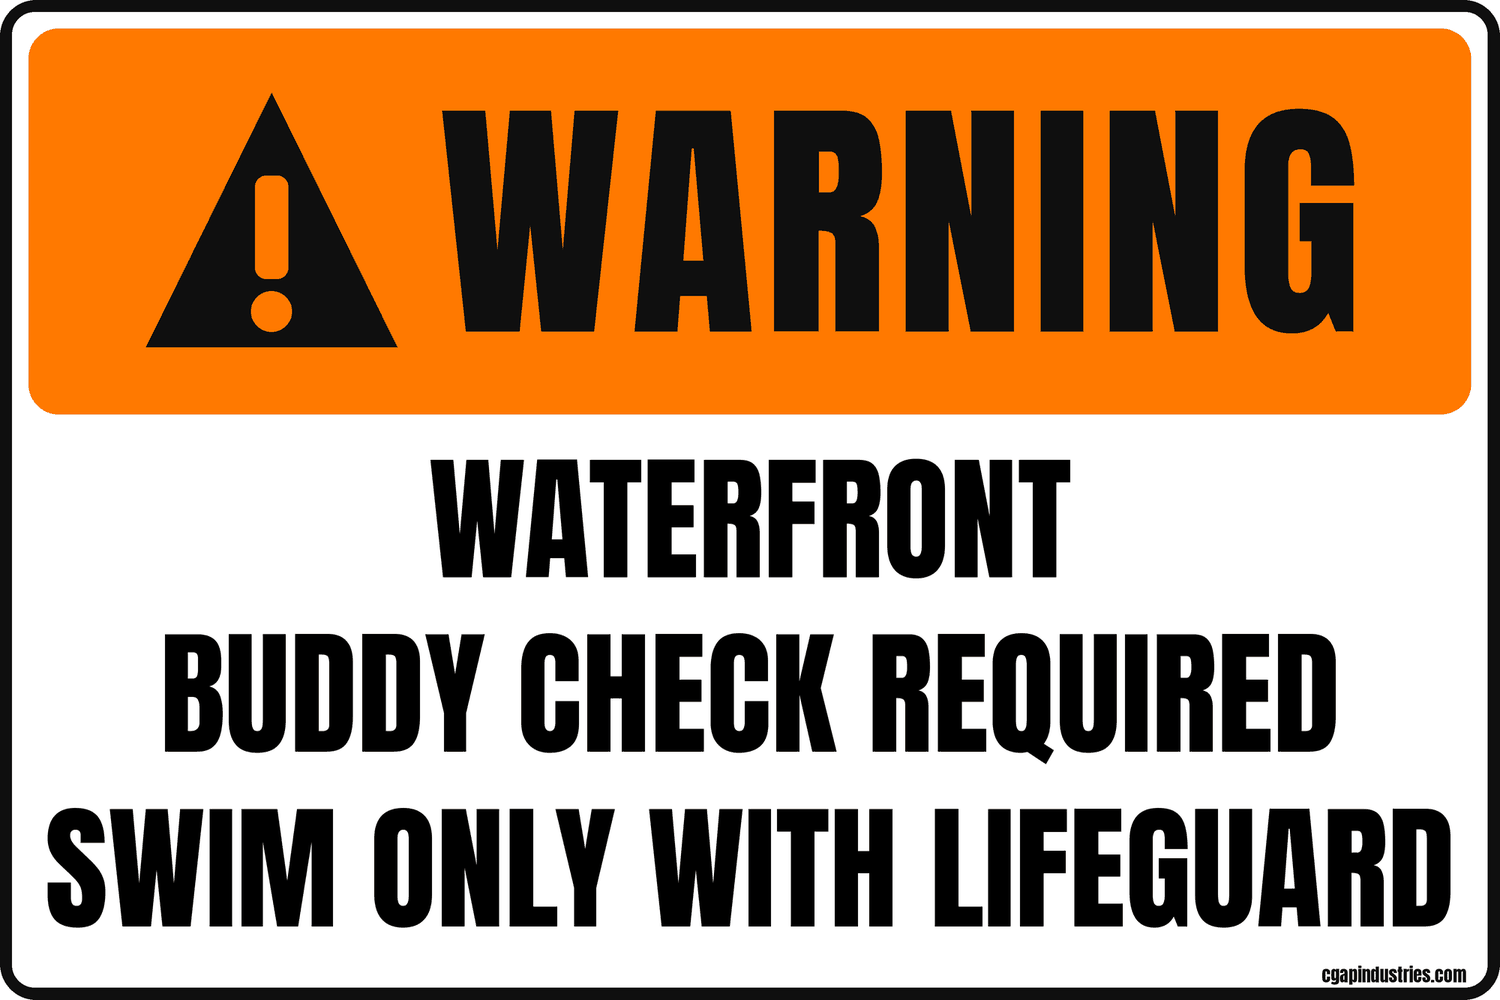 WARNING
WATERFRONT
BUDDY CHECK REQUIRED
SWIM ONLY WITH LIFEGUARD
cgapindustries.com